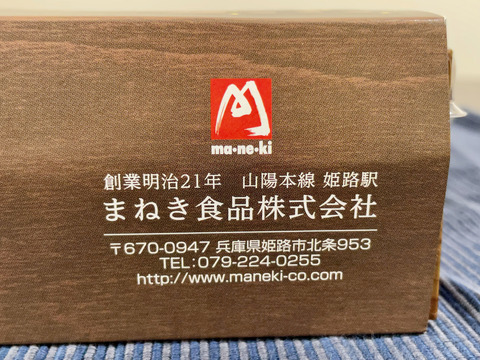 ma・ne・ki
創業明治21年　山陽本線 姫路駅
まねき食品株式会社
〒670-0947 兵庫県姫路市北条953
TEL:079-224-0255
http://www.maneki-co.com/